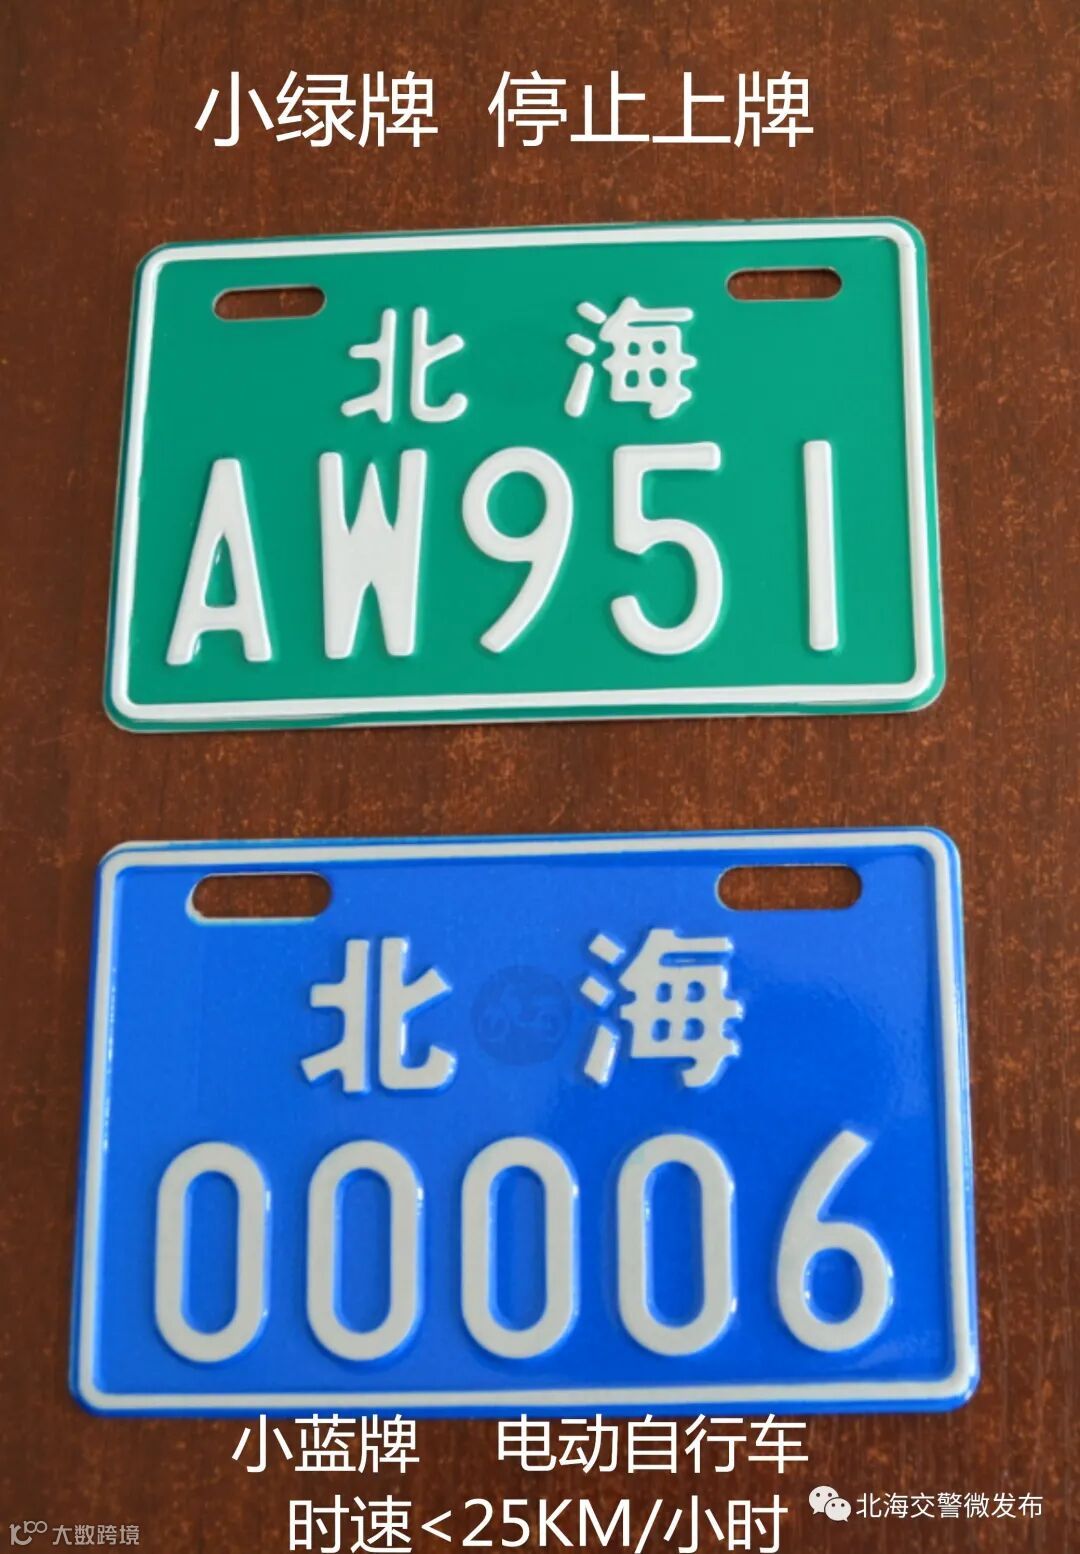 小绿牌 停止上牌
北 海
AW951
北 海
00006
小蓝牌 电动自行车
时速<25KM/小时
北海交警微发布
大数跨境